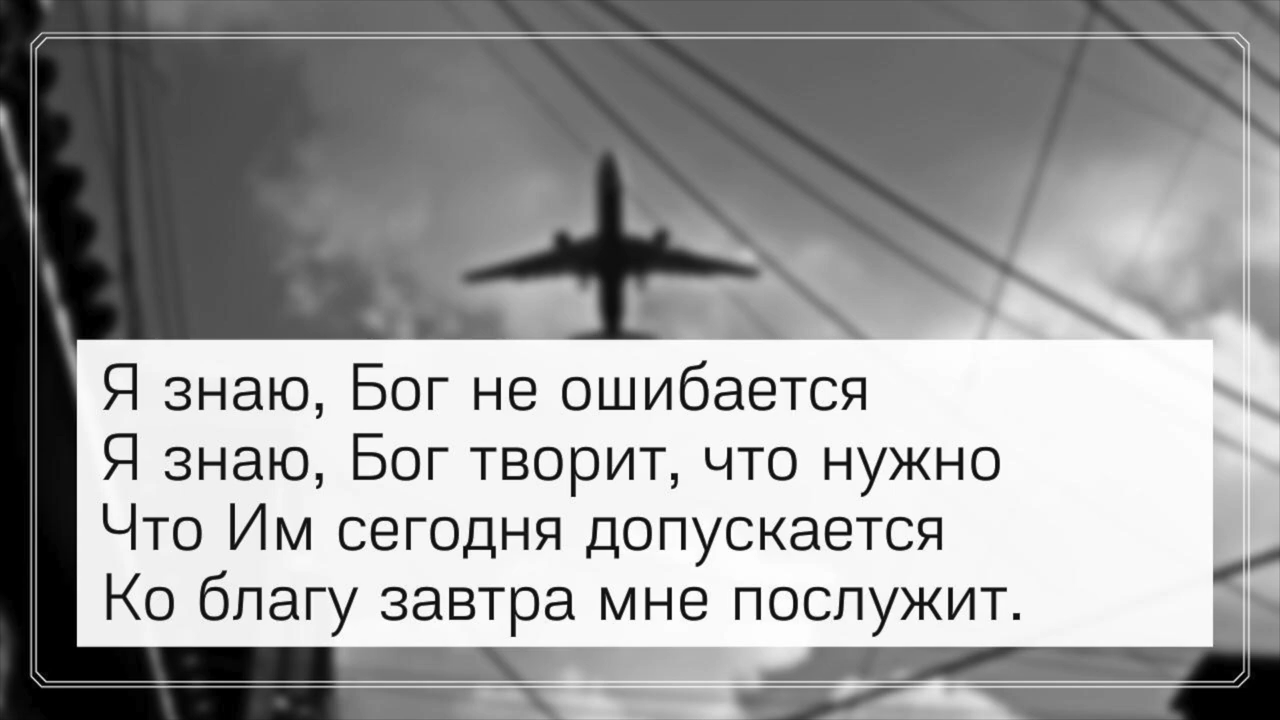 Я знаю, Бог не ошибается
Я знаю, Бог творит, что нужно
Что Им сегодня допускается
Ко благу завтра мне послужит.